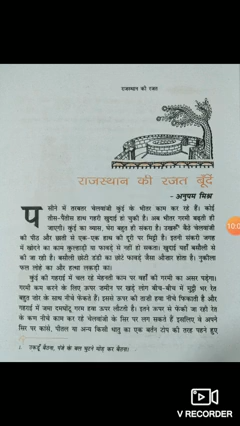 राजस्थान की रजत
राजस्थान की रजत बूँदें
- अनुपम मिश्र
पसीने में तरबतर चेलवांजी कुंई के भीतर काम कर रहे हैं। कोई
तीस-पैंतीस हाथ गहरी खुदाई हो चुकी है। अब भीतर गरमी बढ़ती ही
जाएगी। कुंई का व्यास, घेरा बहुत ही संकरा है। उखरूँ बैठे चेलवांजी
की पीठ और छाती से एक-एक हाथ की दूरी पर मिट्टी है। इतनी संकरी जगह
में खोदने का काम कुल्हाड़ी या फावड़े से नहीं हो सकता। खुदाई यहाँ बसौली से
की जा रही है। बसौली छोटी डंडी का छोटे फावड़े जैसा औजार होता है। नुकीला
फल लोहे का और हत्था लकड़ी का।
कुंई की गहराई में चल रहे मेहनती काम पर वहाँ की गरमी का असर पड़ेगा।
गरमी कम करने के लिए ऊपर जमीन पर खड़े लोग बीच-बीच में मुट्ठी भर रेत
बहुत जोर के साथ नीचे फेंकते हैं। इससे ऊपर की ताजी हवा नीचे फिकाती है और
गहराई में जमा दमघोंटू गरम हवा ऊपर लौटती है। इतने ऊपर से फेंकी जा रही रेत
के कण नीचे काम कर रहे चेलवांजी के सिर पर लग सकते हैं इसलिए वे अपने
सिर पर कांसे, पीतल या अन्य किसी धातु का एक बर्तन टोप की तरह पहने हुए
1. उकडूँ बैठना, पंजे के बल घुटने मोड़ कर बैठना।
V RECORDER